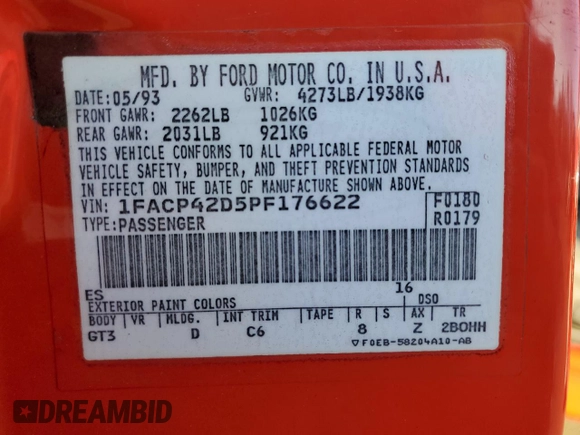 MFD. BY FORD MOTOR CO. IN U.S.A.
DATE: 05/93 GVWR: 4273LB/1938KG
FRONT GAWR: 2262LB 1026KG
REAR GAWR: 2031LB 921KG
THIS VEHICLE CONFORMS TO ALL APPLICABLE FEDERAL MOTOR
VEHICLE SAFETY, BUMPER, AND THEFT PREVENTION STANDARDS
IN EFFECT ON THE DATE OF MANUFACTURE SHOWN ABOVE.
VIN: 1FACP42D5PF176622 F0180
TYPE: PASSENGER R0179
ES 16
EXTERIOR PAINT COLORS DSO
BODY VR MLDG. INT TRIM TAPE R S AX TR
GT3 D C6 8 Z 2BOHH
▽FOEB-58204A10-AB
DREAMBID